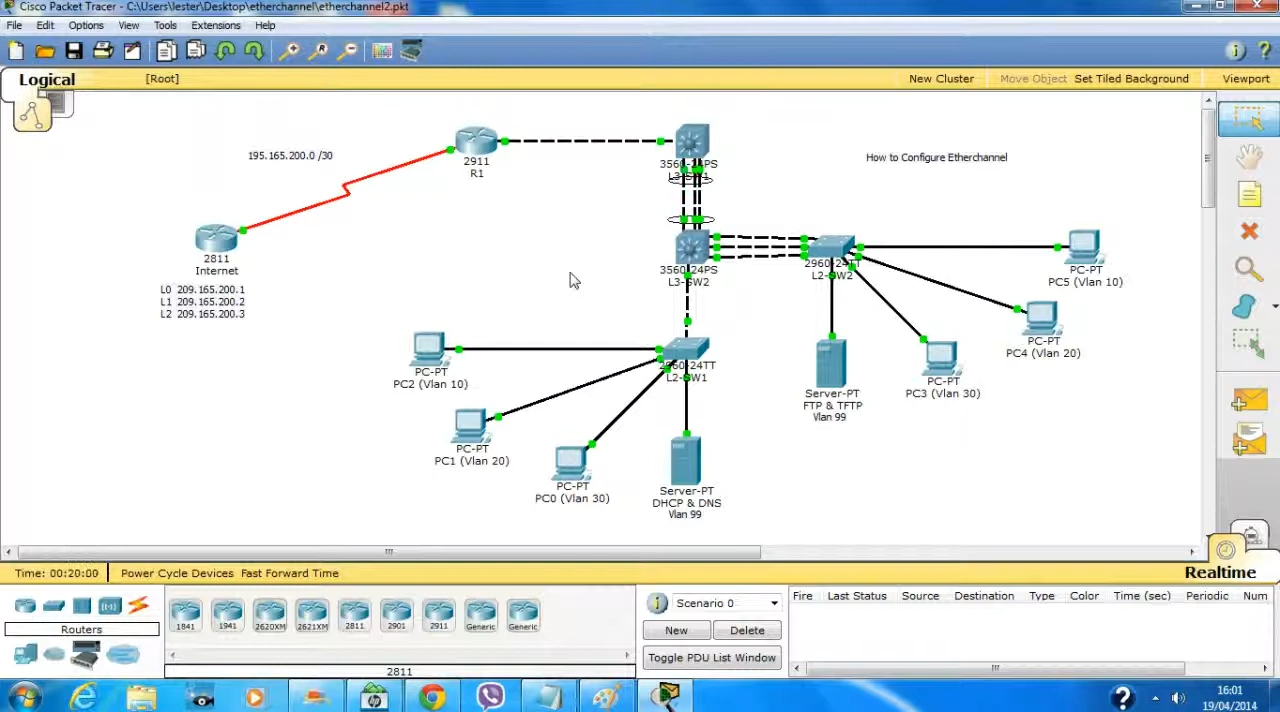 Cisco Packet Tracer - C:\Users\lester\Desktop\etherchannel\etherchannel2.pkt
File Edit Options View Tools Extensions Help
Logical
[Root]
New Cluster
Move Object
Set Tiled Background
Viewport
195.165.200.0 /30
2911
R1
3560-24PS
L3-SW1
How to Configure Etherchannel
2811
Internet
L0 209.165.200.1
L1 209.165.200.2
L2 209.165.200.3
3560-24PS
L3-SW2
2960-24TT
L2-SW2
PC-PT
PC5 (Vlan 10)
PC-PT
PC4 (Vlan 20)
PC-PT
PC3 (Vlan 30)
Server-PT
FTP & TFTP
Vlan 99
2960-24TT
L2-SW1
PC-PT
PC2 (Vlan 10)
PC-PT
PC1 (Vlan 20)
PC-PT
PC0 (Vlan 30)
Server-PT
DHCP & DNS
Vlan 99
Time: 00:20:00
Power Cycle Devices Fast Forward Time
Realtime
Routers
1841
1941
2620XM
2621XM
2811
2901
2911
Generic
Generic
2811
Scenario 0
New
Delete
Toggle PDU List Window
Fire
Last Status
Source
Destination
Type
Color
Time (sec)
Periodic
Num
16:01
19/04/2014